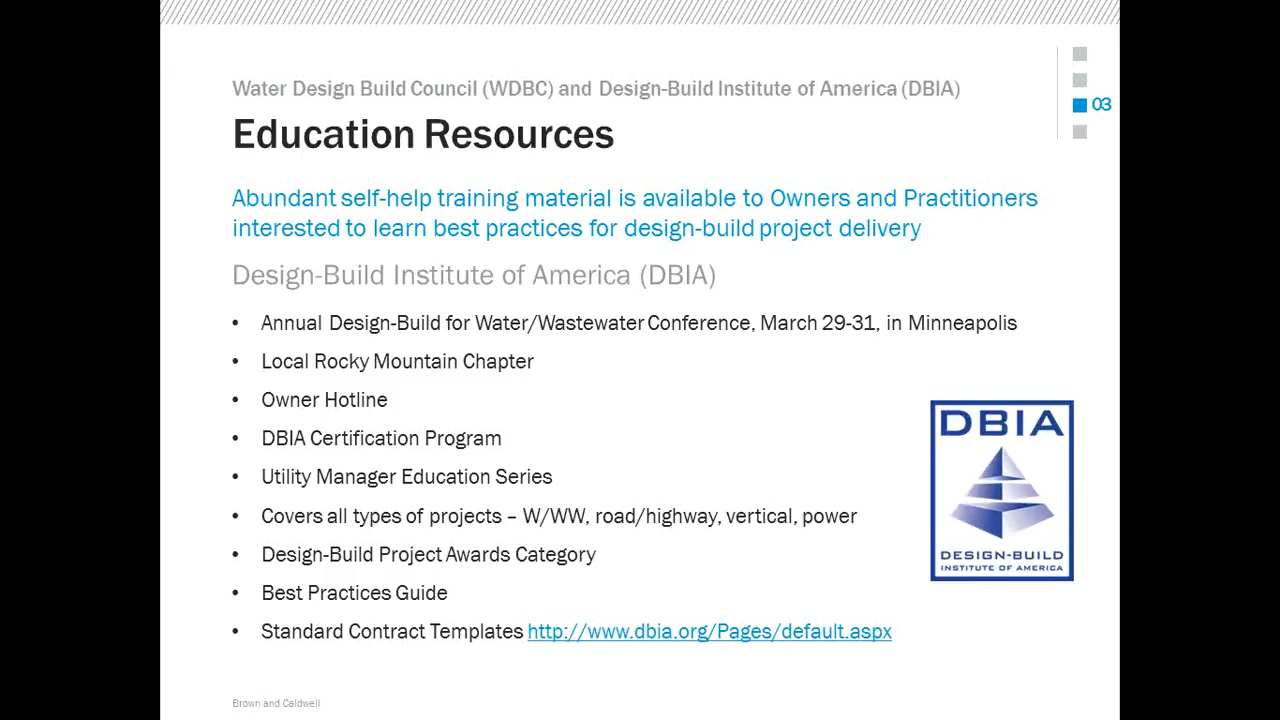 Water Design Build Council (WDBC) and Design-Build Institute of America (DBIA)
03
Education Resources
Abundant self-help training material is available to Owners and Practitioners
interested to learn best practices for design-build project delivery
Design-Build Institute of America (DBIA)
• Annual Design-Build for Water/Wastewater Conference, March 29-31, in Minneapolis
• Local Rocky Mountain Chapter
• Owner Hotline
• DBIA Certification Program
• Utility Manager Education Series
• Covers all types of projects – W/WW, road/highway, vertical, power
• Design-Build Project Awards Category
• Best Practices Guide
• Standard Contract Templates http://www.dbia.org/Pages/default.aspx
DBIA
DESIGN-BUILD
INSTITUTE OF AMERICA
Brown and Caldwell